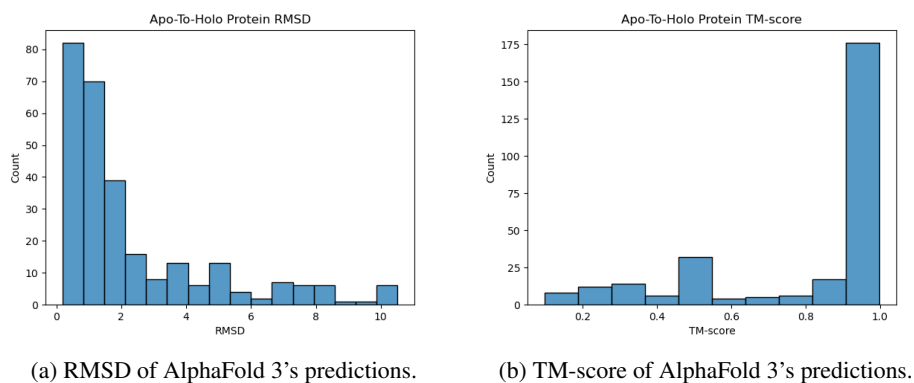 Apo-To-Holo Protein RMSD
80
70
60
50
40
30
20
10
0
Count
0 2 4 6 8 10
RMSD
(a) RMSD of AlphaFold 3's predictions.
Apo-To-Holo Protein TM-score
175
150
125
100
75
50
25
0
Count
0.2 0.4 0.6 0.8 1.0
TM-score
(b) TM-score of AlphaFold 3's predictions.